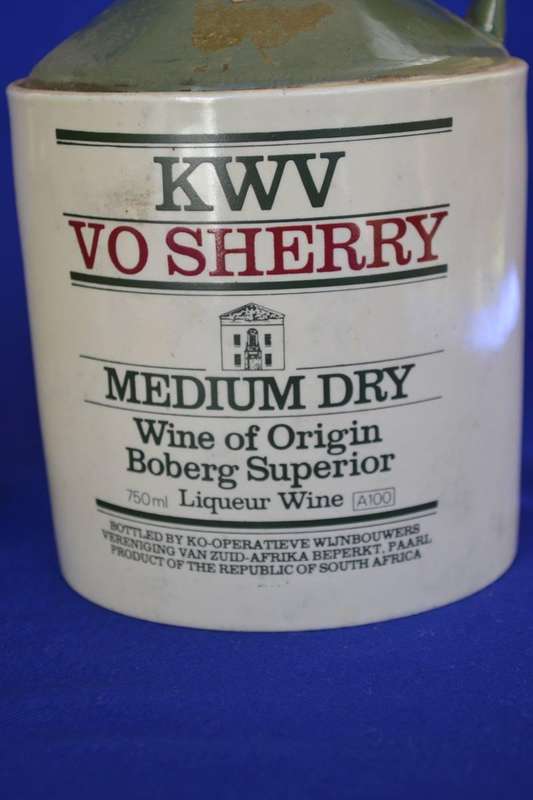 KWV
VO SHERRY
MEDIUM DRY
Wine of Origin
Boberg Superior
750ml Liqueur Wine A100
BOTTLED BY KO-OPERATIEVE WIJNBOUWERS
VERENIGING VAN ZUID-AFRIKA BEPERKT, PAARL
PRODUCT OF THE REPUBLIC OF SOUTH AFRICA